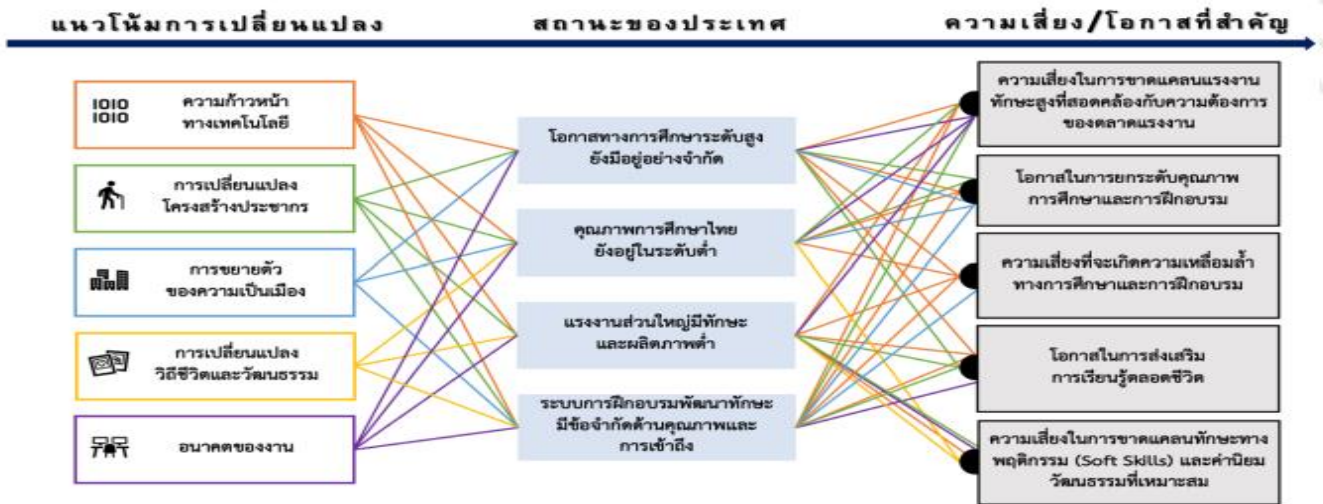 แนวโน้มการเปลี่ยนแปลง
สถานะของประเทศ
ความเสี่ยง/โอกาสที่สำคัญ
1010
1010
ความก้าวหน้า
ทางเทคโนโลยี
การเปลี่ยนแปลง
โครงสร้างประชากร
การขยายตัว
ของความเป็นเมือง
การเปลี่ยนแปลง
วิถีชีวิตและวัฒนธรรม
อนาคตของงาน
โอกาสทางการศึกษาระดับสูง
ยังมีอยู่อย่างจำกัด
คุณภาพการศึกษาไทย
ยังอยู่ในระดับต่ำ
แรงงานส่วนใหญ่มีทักษะ
และผลิตภาพต่ำ
ระบบการฝึกอบรมพัฒนาทักษะ
มีข้อจำกัดด้านคุณภาพและ
การเข้าถึง
ความเสี่ยงในการขาดแคลนแรงงาน
ทักษะสูงที่สอดคล้องกับความต้องการ
ของตลาดแรงงาน
โอกาสในการยกระดับคุณภาพ
การศึกษาและการฝึกอบรม
ความเสี่ยงที่จะเกิดความเหลื่อมล้ำ
ทางการศึกษาและการฝึกอบรม
โอกาสในการส่งเสริม
การเรียนรู้ตลอดชีวิต
ความเสี่ยงในการขาดแคลนทักษะทาง
พฤติกรรม (Soft Skills) และค่านิยม
วัฒนธรรมที่เหมาะสม